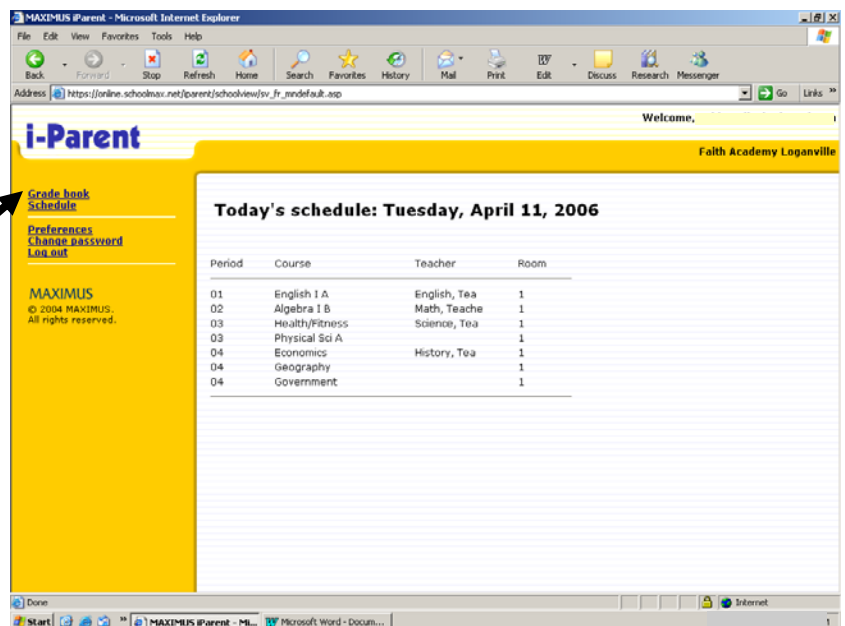 MAXIMUS iParent - Microsoft Internet Explorer
File Edit View Favorites Tools Help
Back Forward Stop Refresh Home Search Favorites History Mail Print Edit Discuss Research Messenger
Address https://online.schoolmax.net/iparent/schoolview/sv_fr_mndefault.asp Go Links »
Welcome,
i-Parent
Faith Academy Loganville
Grade book
Schedule
Preferences
Change password
Log out
MAXIMUS
© 2004 MAXIMUS.
All rights reserved.
Today's schedule: Tuesday, April 11, 2006
Period Course Teacher Room
01 English I A English, Tea 1
02 Algebra I B Math, Teache 1
03 Health/Fitness Science, Tea 1
03 Physical Sci A 1
04 Economics History, Tea 1
04 Geography 1
04 Government 1
Done Internet
Start » MAXIMUS iParent - Mi... Microsoft Word - Docum... 1